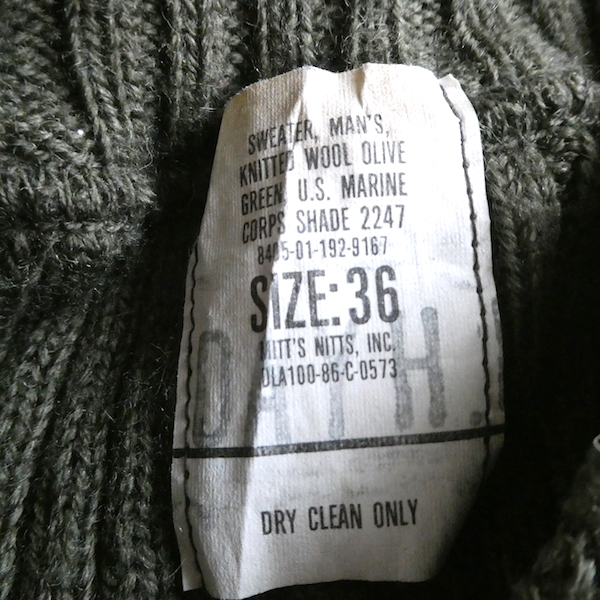 SWEATER, MAN'S,
KNITTED WOOL OLIVE
GREEN, U.S. MARINE
CORPS SHADE 2247
8405-01-192-9167
SIZE: 36
MITT'S NITTS, INC.
DLA100-86-C-0573
DRY CLEAN ONLY